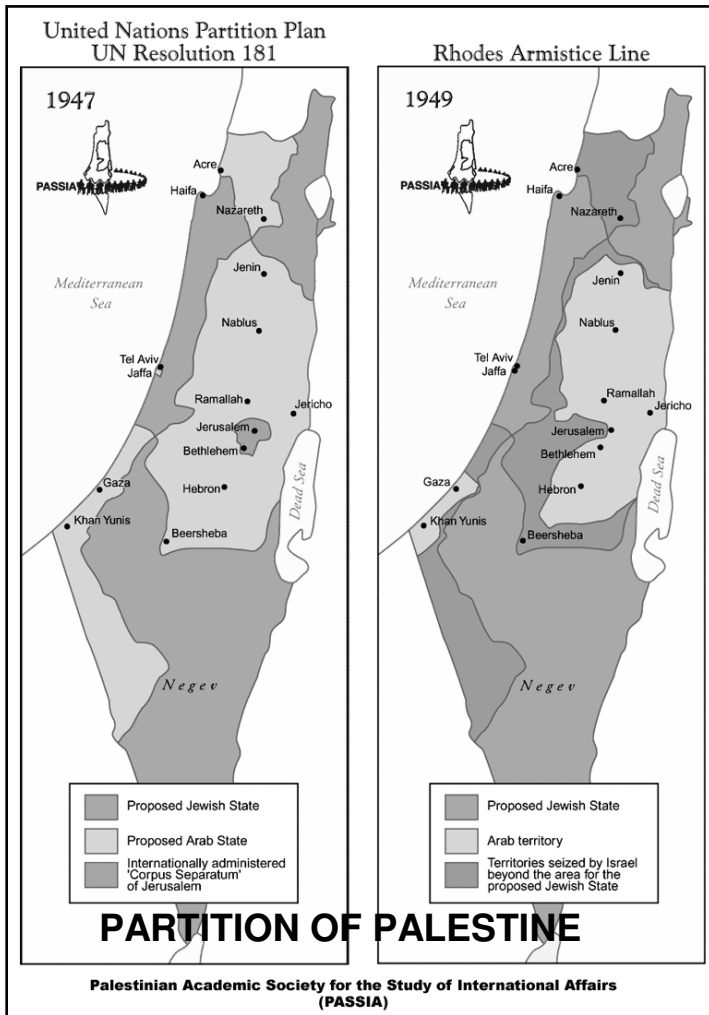 United Nations Partition Plan
UN Resolution 181
1947
PASSIA
Acre
Haifa
Nazareth
Mediterranean
Sea
Jenin
Nablus
Tel Aviv
Jaffa
Ramallah
Jericho
Jerusalem
Bethlehem
Gaza
Hebron
Dead Sea
Khan Yunis
Beersheba
Negev
Proposed Jewish State
Proposed Arab State
Internationally administered
'Corpus Separatum'
of Jerusalem
Rhodes Armistice Line
1949
PASSIA
Acre
Haifa
Nazareth
Mediterranean
Sea
Jenin
Nablus
Tel Aviv
Jaffa
Ramallah
Jericho
Jerusalem
Bethlehem
Gaza
Hebron
Dead Sea
Khan Yunis
Beersheba
Negev
Proposed Jewish State
Arab territory
Territories seized by Israel
beyond the area for the
proposed Jewish State
PARTITION OF PALESTINE
Palestinian Academic Society for the Study of International Affairs
(PASSIA)